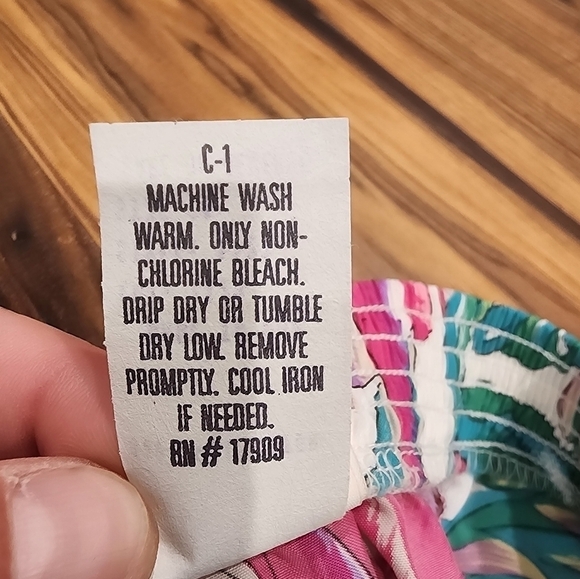 C-1
MACHINE WASH
WARM. ONLY NON-
CHLORINE BLEACH.
DRIP DRY OR TUMBLE
DRY LOW. REMOVE
PROMPTLY. COOL IRON
IF NEEDED.
RN # 17909